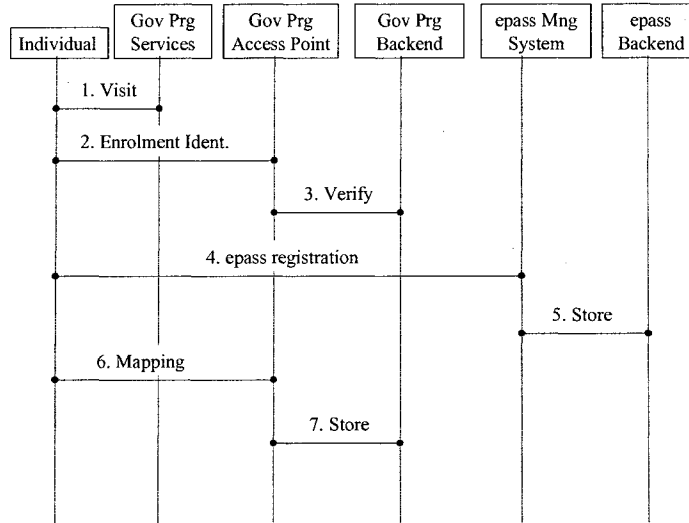 Individual
Gov Prg
Services
Gov Prg
Access Point
Gov Prg
Backend
epass Mng
System
epass
Backend
1. Visit
2. Enrolment Ident.
3. Verify
4. epass registration
5. Store
6. Mapping
7. Store